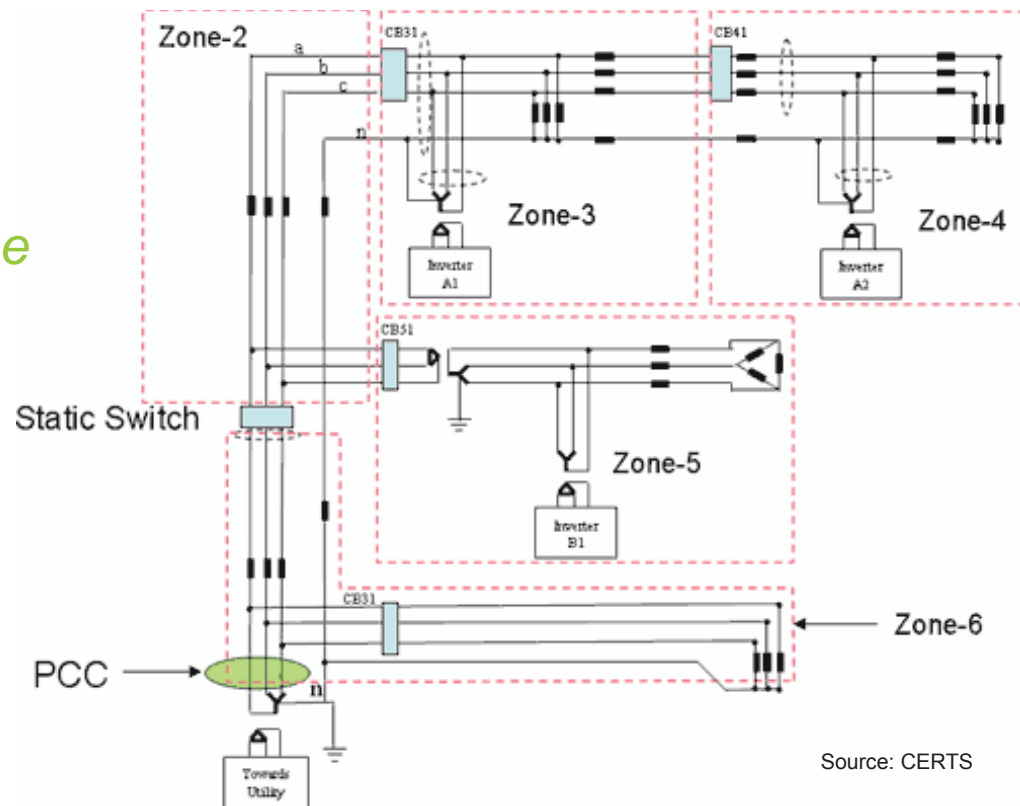 Zone-2
a
b
c
n
CB31
CB41
Zone-3
Zone-4
Inverter
A1
Inverter
A2
e
CB51
Static Switch
Zone-5
Inverter
B1
CB31
Zone-6
PCC
n
Towards
Utility
Source: CERTS